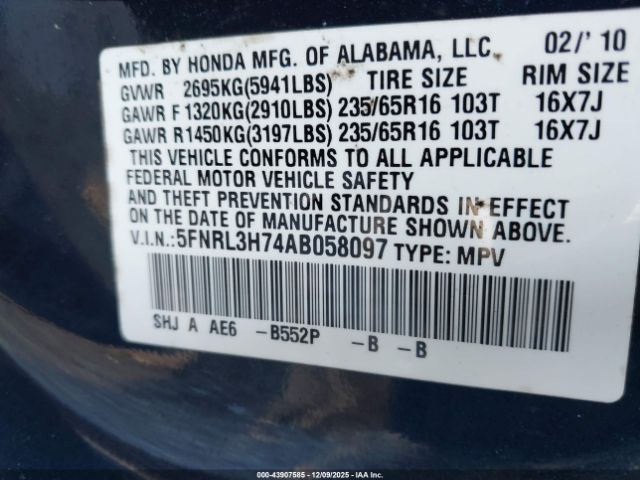 MFD. BY HONDA MFG. OF ALABAMA, LLC. 02/' 10
GVWR 2695KG(5941LBS) TIRE SIZE RIM SIZE
GAWR F 1320KG(2910LBS) 235/65R16 103T 16X7J
GAWR R1450KG(3197LBS) 235/65R16 103T 16X7J
THIS VEHICLE CONFORMS TO ALL APPLICABLE
FEDERAL MOTOR VEHICLE SAFETY
AND THEFT PREVENTION STANDARDS IN EFFECT
ON THE DATE OF MANUFACTURE SHOWN ABOVE.
V.I.N.:5FNRL3H74AB058097 TYPE: MPV
SHJ A AE6 -B552P -B -B
000-43907585 - 12/09/2025 - IAA Inc.